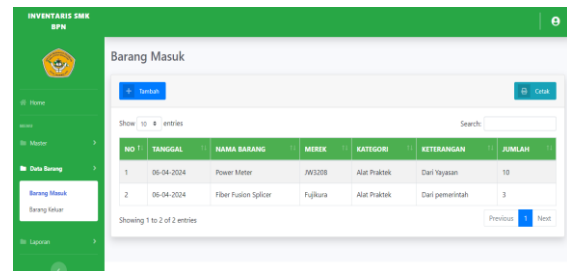 INVENTARIS SMK
BPN
Home
Master
Data Barang
Barang Masuk
Barang Keluar
Laporan
Barang Masuk
+ Tambah
Cetak
Show 10 entries
Search:
NO TANGGAL NAMA BARANG MEREK KATEGORI KETERANGAN JUMLAH
1 06-04-2024 Power Meter JW3208 Alat Praktek Dari Yayasan 10
2 06-04-2024 Fiber Fusion Splicer Fujikura Alat Praktek Dari pemerintah 3
Showing 1 to 2 of 2 entries
Previous 1 Next